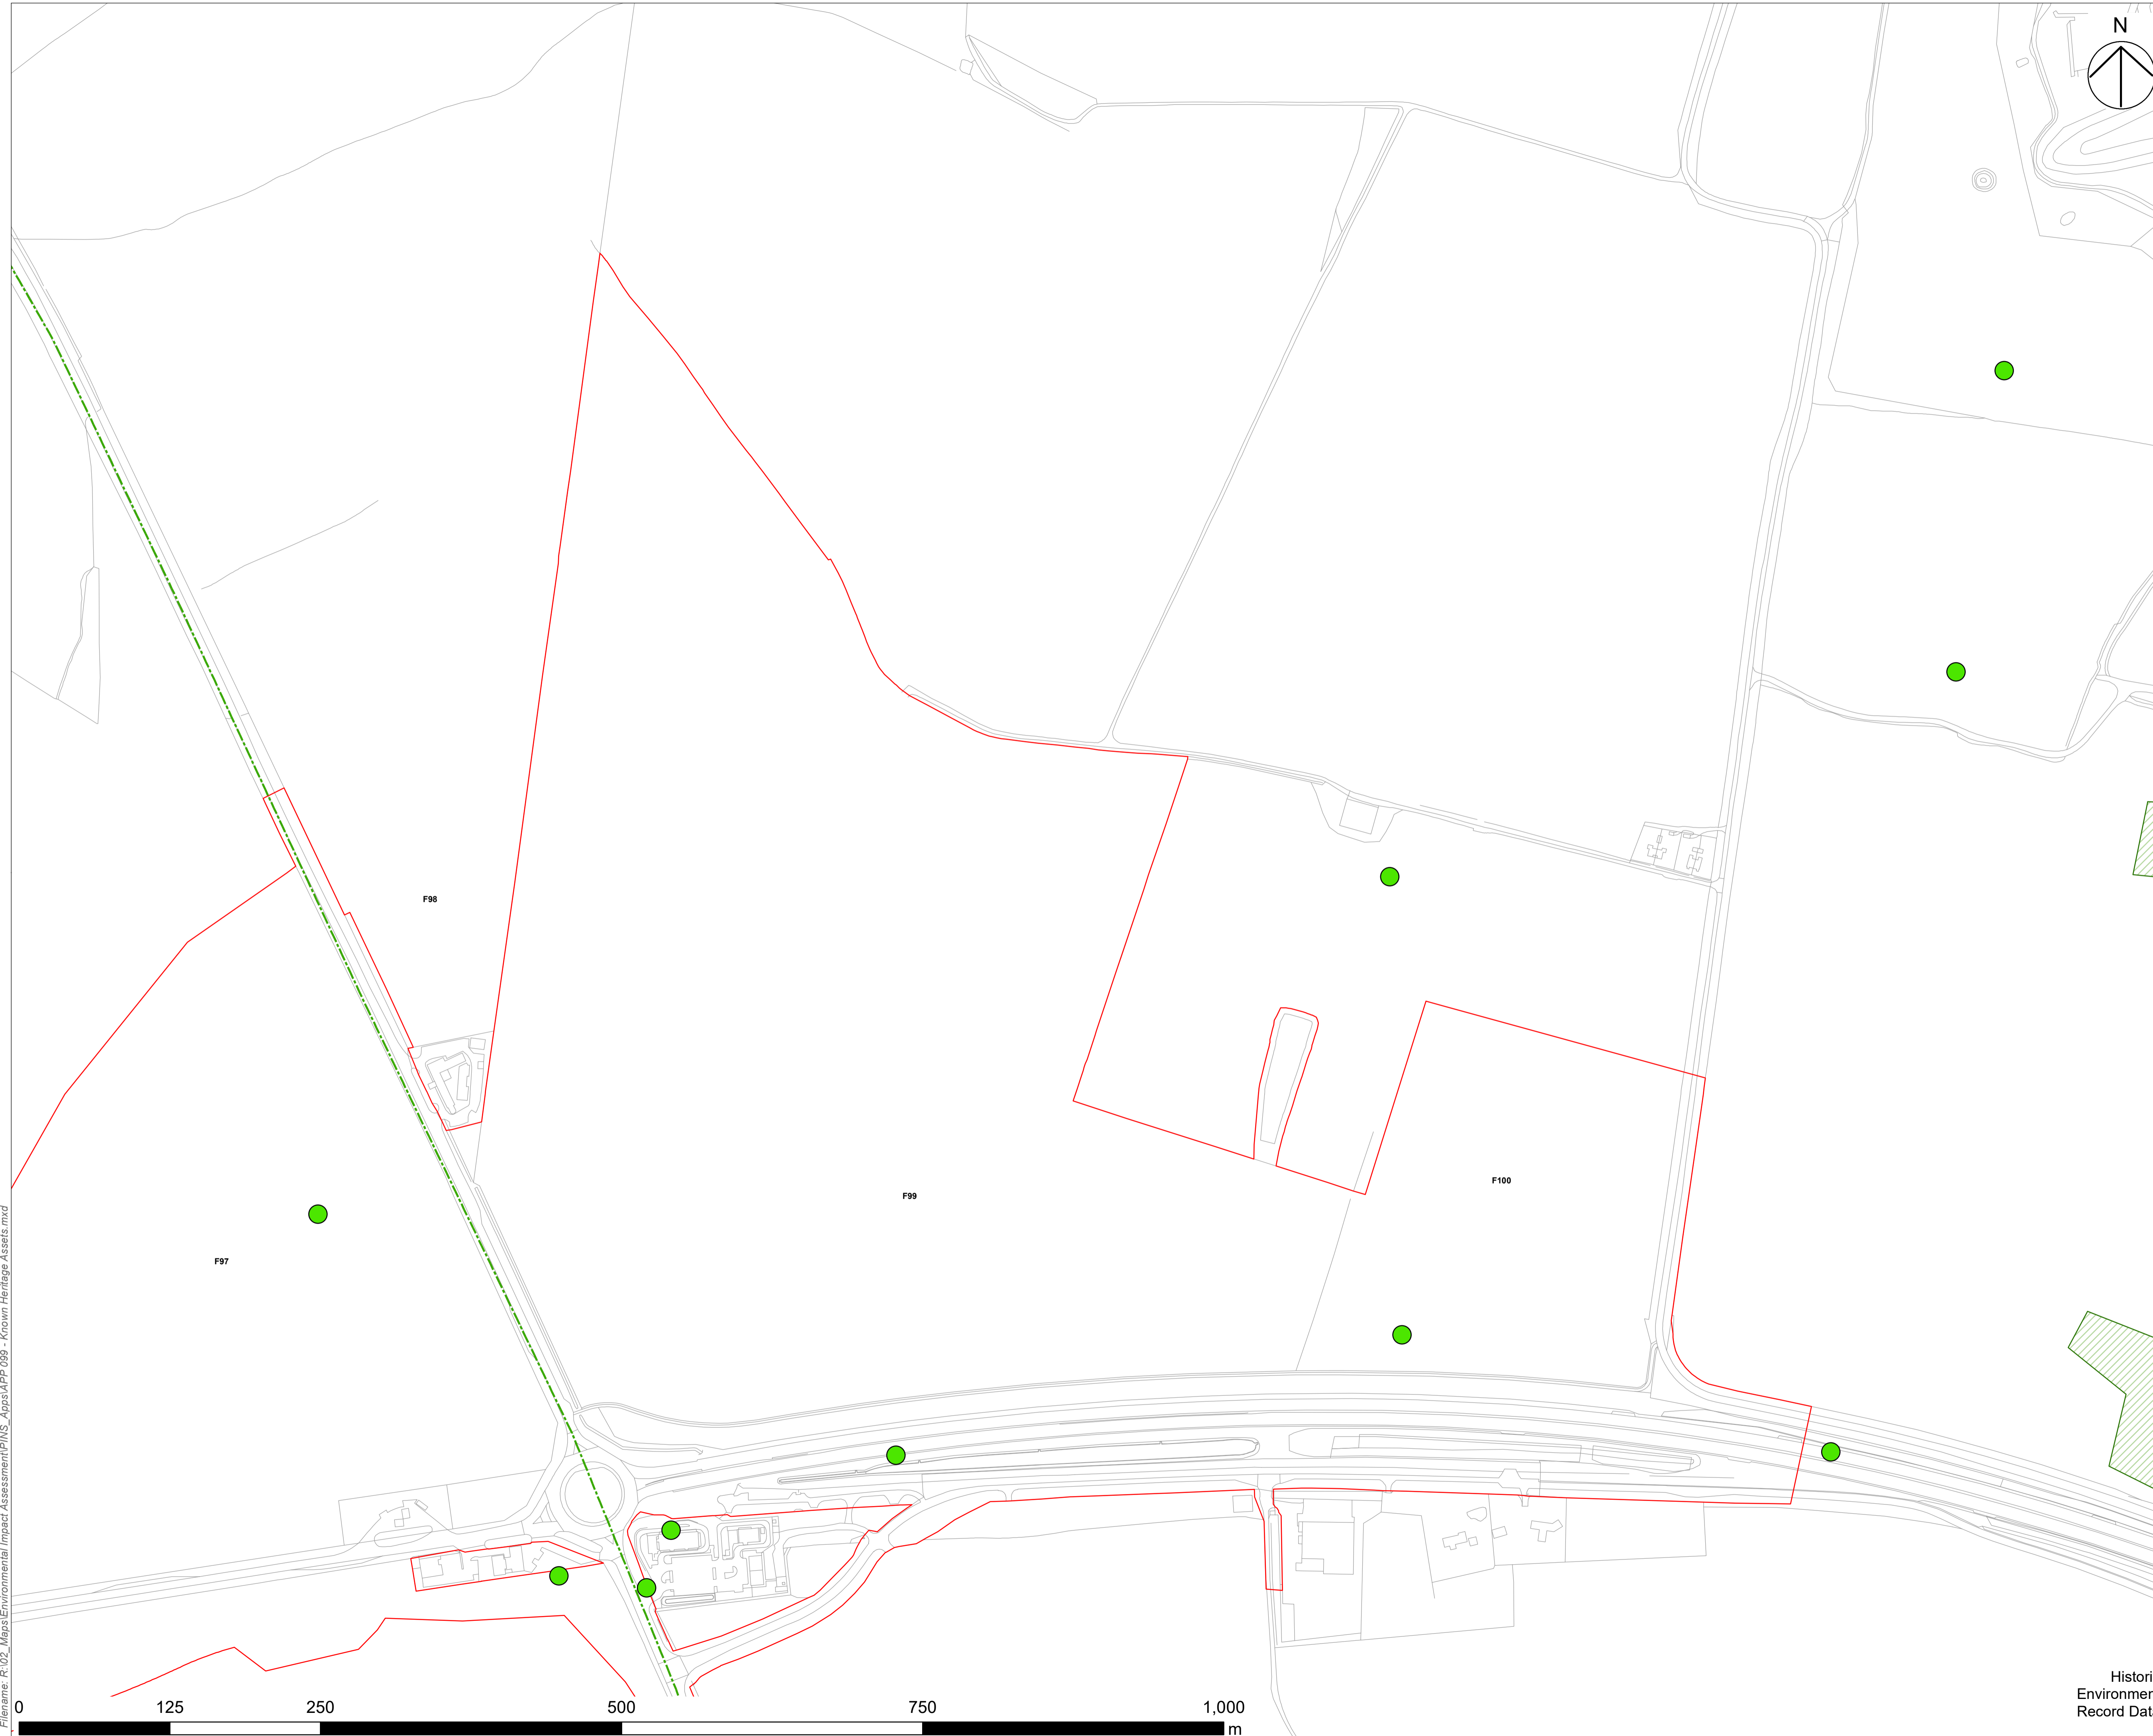 N
F98
F99
F100
F97
Filename: R:\02_Maps\Environmental Impact Assessment\PINS_Apps\APP 099 - Known Heritage Assets.mxd
Histori
Environmen
Record Dat
0 125 250 500 750 1,000
m